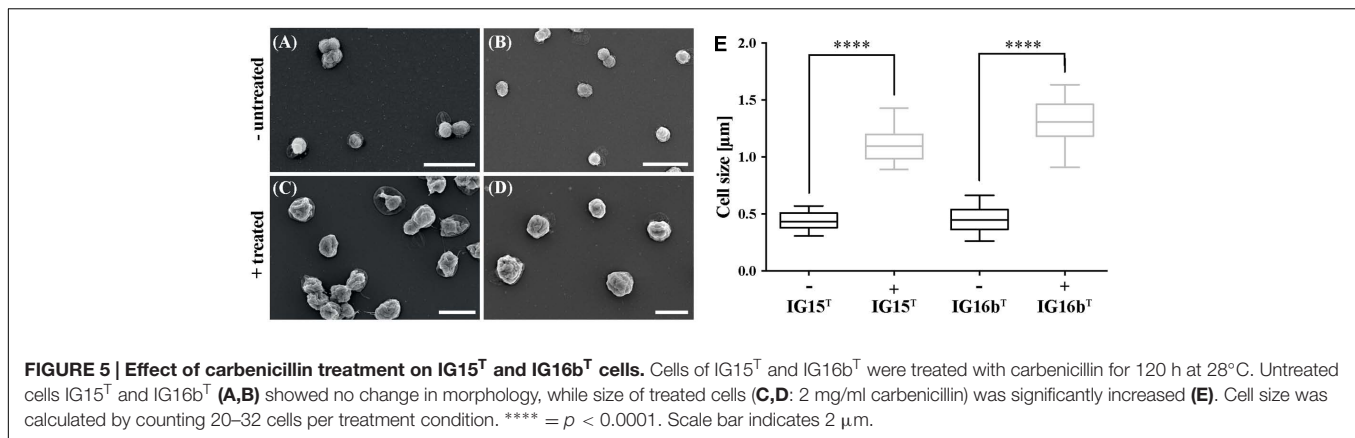 (A)
(B)
- untreated
(C)
(D)
+ treated
E
2.0
1.5
1.0
0.5
0.0
Cell size [µm]
****
****
- + - +
IG15ᵀ IG15ᵀ IG16bᵀ IG16bᵀ
FIGURE 5 | Effect of carbenicillin treatment on IG15ᵀ and IG16bᵀ cells. Cells of IG15ᵀ and IG16bᵀ were treated with carbenicillin for 120 h at 28°C. Untreated
cells IG15ᵀ and IG16bᵀ (A,B) showed no change in morphology, while size of treated cells (C,D: 2 mg/ml carbenicillin) was significantly increased (E). Cell size was
calculated by counting 20–32 cells per treatment condition. **** = p < 0.0001. Scale bar indicates 2 µm.